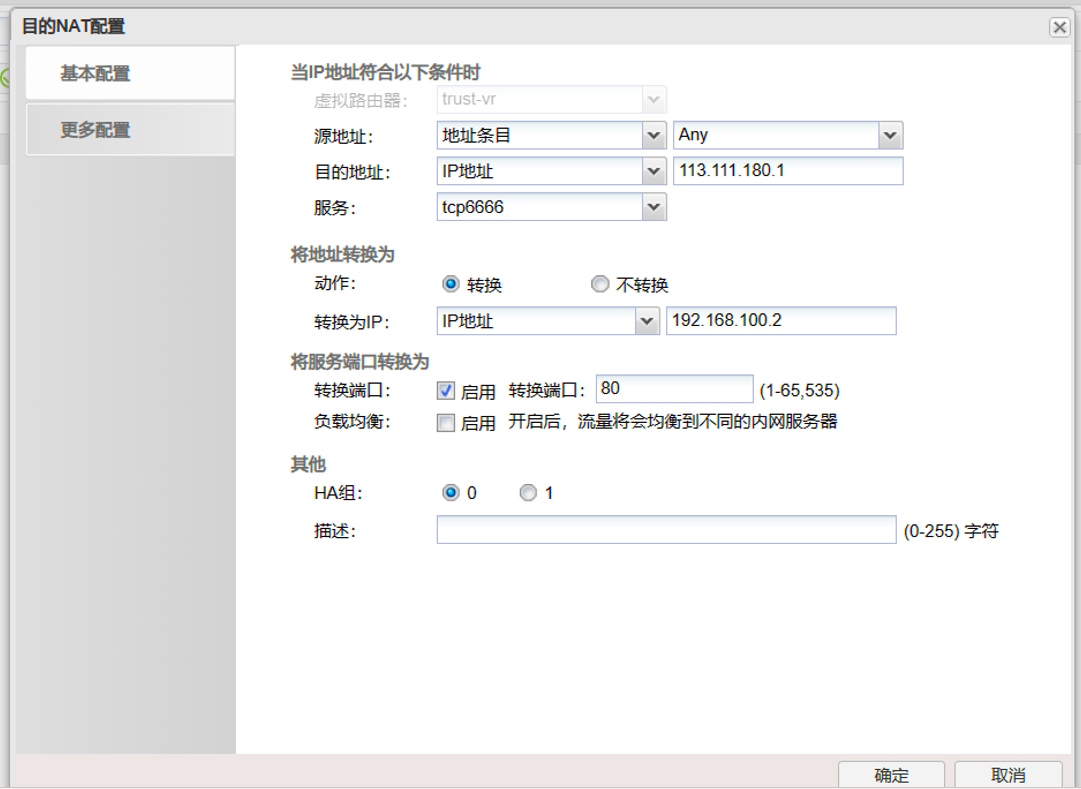 目的NAT配置
基本配置
更多配置
当IP地址符合以下条件时
虚拟路由器： trust-vr
源地址： 地址条目 Any
目的地址： IP地址 113.111.180.1
服务： tcp6666
将地址转换为
动作： 转换 不转换
转换为IP： IP地址 192.168.100.2
将服务端口转换为
转换端口： 启用 转换端口： 80 (1-65,535)
负载均衡： 启用 开启后，流量将会均衡到不同的内网服务器
其他
HA组： 0 1
描述： (0-255) 字符
确定 取消